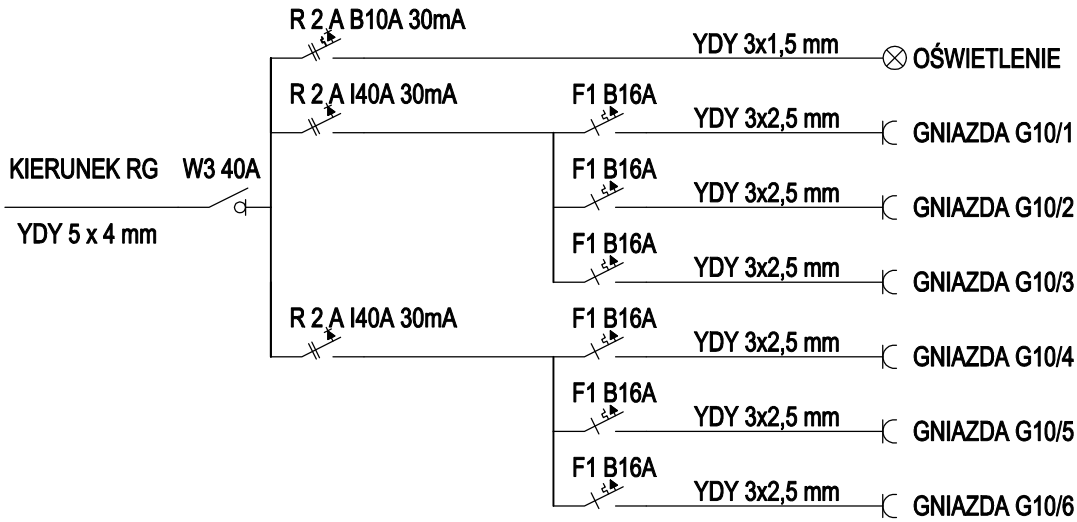 R 2 A B10A 30mA
YDY 3x1,5 mm
OŚWIETLENIE
R 2 A I40A 30mA
F1 B16A
YDY 3x2,5 mm
GNIAZDA G10/1
KIERUNEK RG
W3 40A
YDY 5 x 4 mm
F1 B16A
YDY 3x2,5 mm
GNIAZDA G10/2
F1 B16A
YDY 3x2,5 mm
GNIAZDA G10/3
R 2 A I40A 30mA
F1 B16A
YDY 3x2,5 mm
GNIAZDA G10/4
F1 B16A
YDY 3x2,5 mm
GNIAZDA G10/5
F1 B16A
YDY 3x2,5 mm
GNIAZDA G10/6